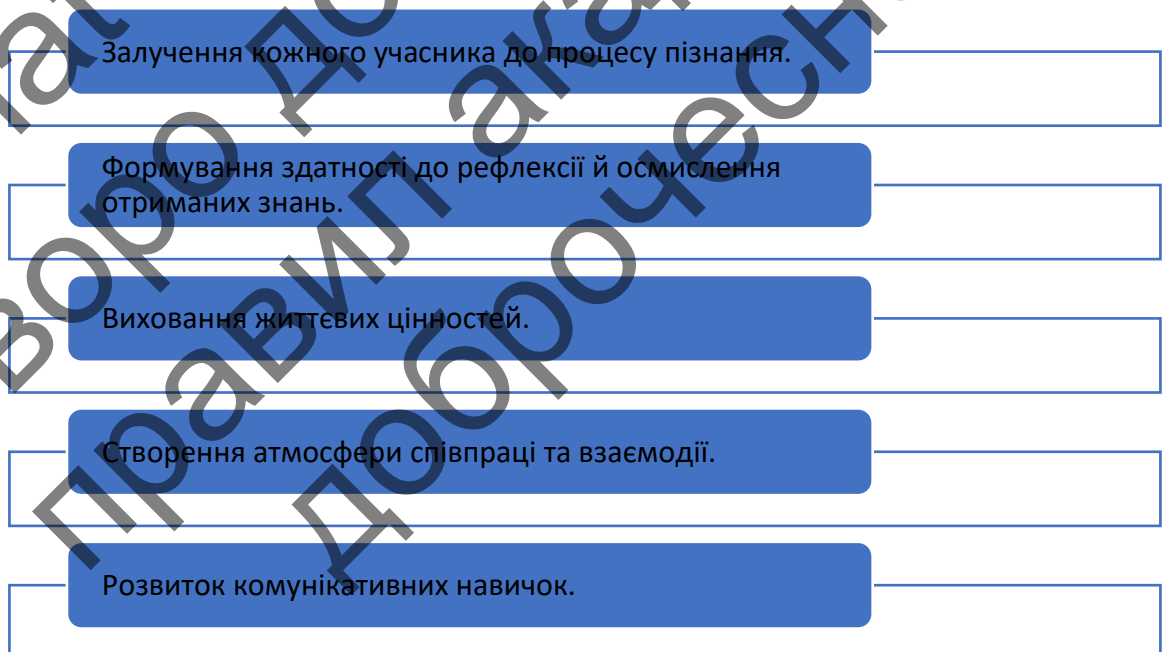 Залучення кожного учасника до процесу пізнання.
Формування здатності до рефлексії й осмислення
отриманих знань.
Виховання життєвих цінностей.
Створення атмосфери співпраці та взаємодії.
Розвиток комунікативних навичок.
правил